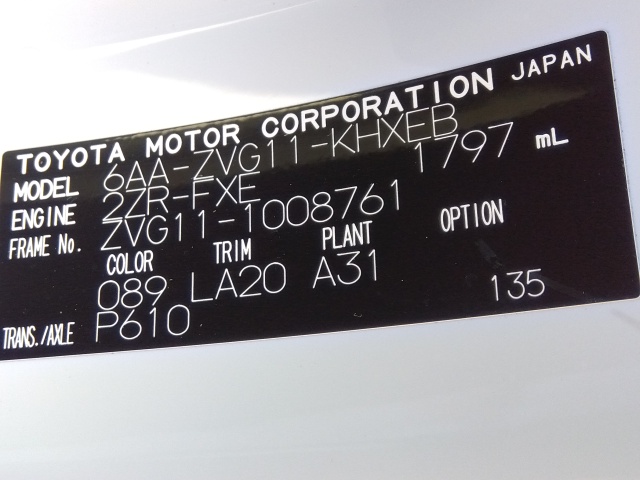 TOYOTA MOTOR CORPORATION JAPAN
MODEL 6AA-ZVG11-KHXEB
ENGINE 2ZR-FXE 1797 mL
FRAME No. ZVG11-1008761
COLOR TRIM PLANT OPTION
089 LA20 A31
TRANS./AXLE P610 135